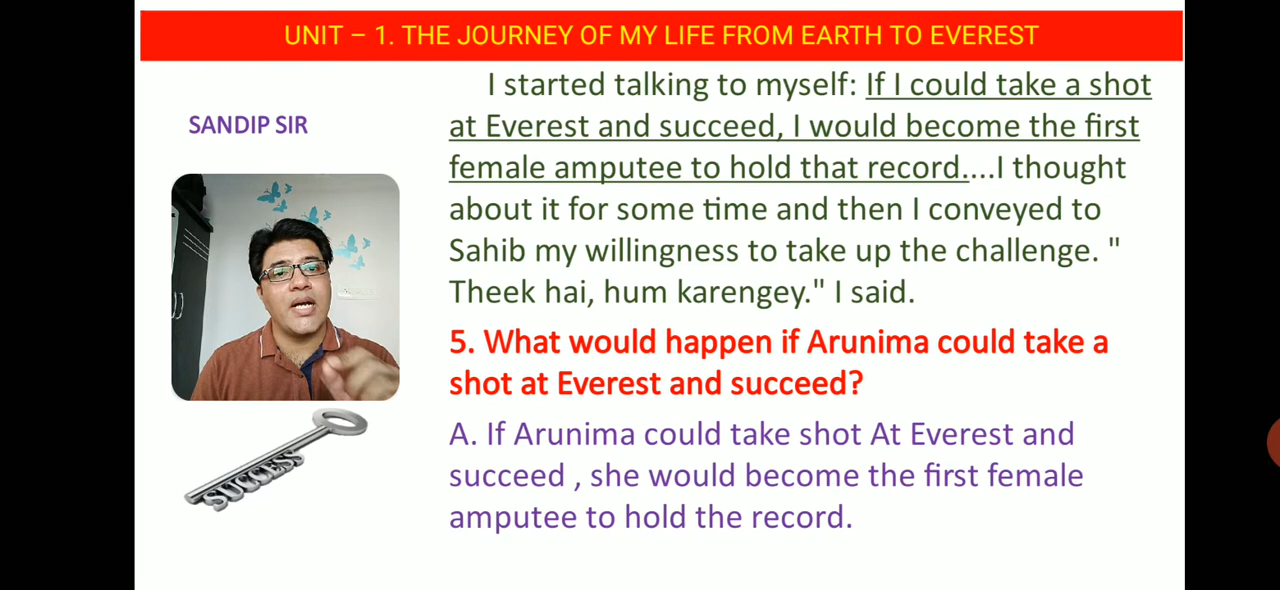 UNIT – 1. THE JOURNEY OF MY LIFE FROM EARTH TO EVEREST
SANDIP SIR
I started talking to myself: If I could take a shot
at Everest and succeed, I would become the first
female amputee to hold that record....I thought
about it for some time and then I conveyed to
Sahib my willingness to take up the challenge. "
Theek hai, hum karengey." I said.
5. What would happen if Arunima could take a
shot at Everest and succeed?
A. If Arunima could take shot At Everest and
succeed , she would become the first female
amputee to hold the record.
SUCCESS